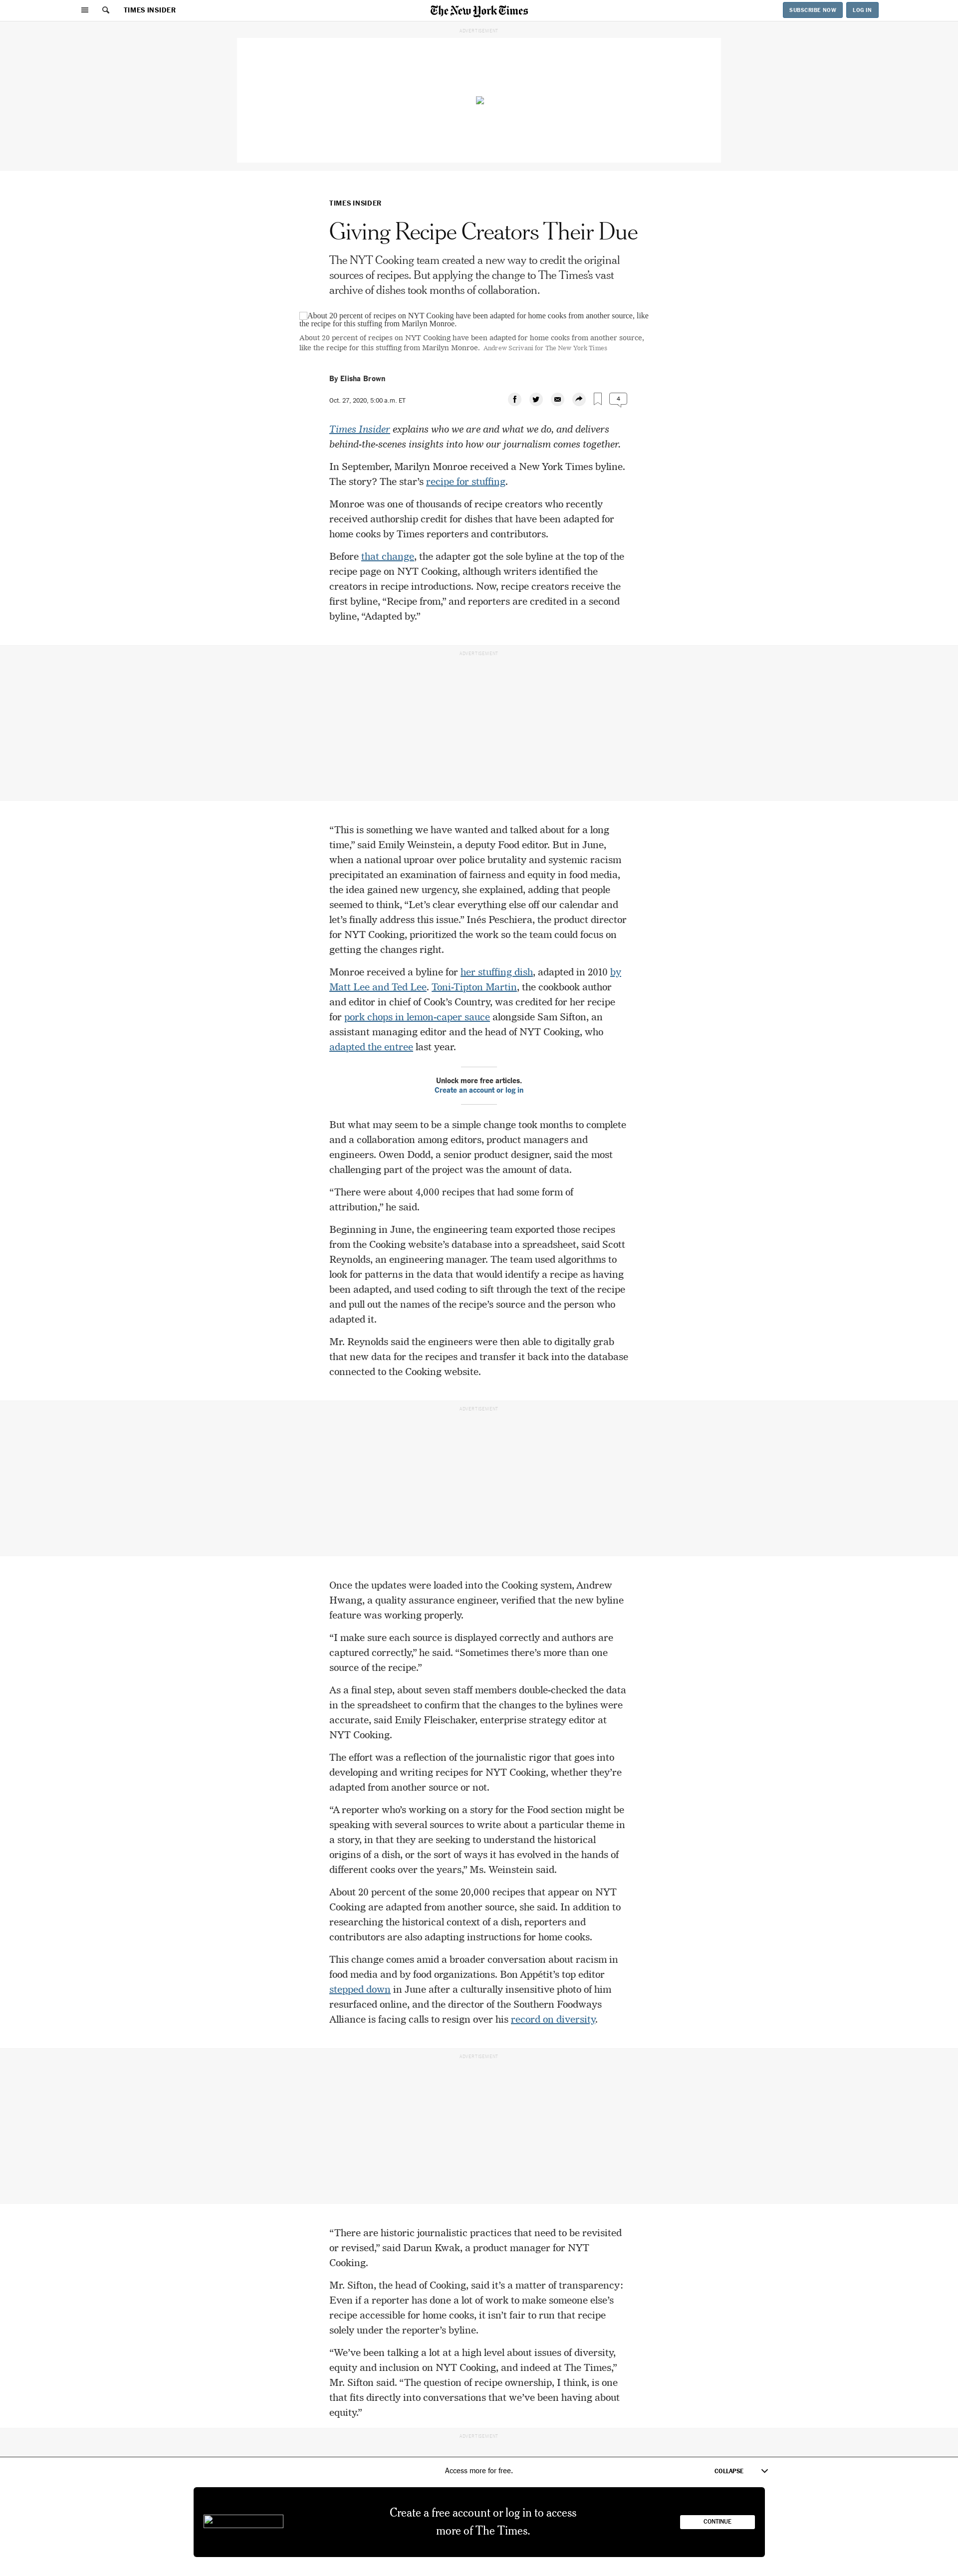 TIMES INSIDER
The New York Times
SUBSCRIBE NOW
LOG IN
ADVERTISEMENT
TIMES INSIDER
Giving Recipe Creators Their Due
The NYT Cooking team created a new way to credit the original
sources of recipes. But applying the change to The Times’s vast
archive of dishes took months of collaboration.
About 20 percent of recipes on NYT Cooking have been adapted for home cooks from another source, like
the recipe for this stuffing from Marilyn Monroe.
About 20 percent of recipes on NYT Cooking have been adapted for home cooks from another source,
like the recipe for this stuffing from Marilyn Monroe. Andrew Scrivani for The New York Times
By Elisha Brown
Oct. 27, 2020, 5:00 a.m. ET
4
Times Insider explains who we are and what we do, and delivers
behind-the-scenes insights into how our journalism comes together.
In September, Marilyn Monroe received a New York Times byline.
The story? The star’s recipe for stuffing.
Monroe was one of thousands of recipe creators who recently
received authorship credit for dishes that have been adapted for
home cooks by Times reporters and contributors.
Before that change, the adapter got the sole byline at the top of the
recipe page on NYT Cooking, although writers identified the
creators in recipe introductions. Now, recipe creators receive the
first byline, “Recipe from,” and reporters are credited in a second
byline, “Adapted by.”
ADVERTISEMENT
“This is something we have wanted and talked about for a long
time,” said Emily Weinstein, a deputy Food editor. But in June,
when a national uproar over police brutality and systemic racism
precipitated an examination of fairness and equity in food media,
the idea gained new urgency, she explained, adding that people
seemed to think, “Let’s clear everything else off our calendar and
let’s finally address this issue.” Inés Peschiera, the product director
for NYT Cooking, prioritized the work so the team could focus on
getting the changes right.
Monroe received a byline for her stuffing dish, adapted in 2010 by
Matt Lee and Ted Lee. Toni-Tipton Martin, the cookbook author
and editor in chief of Cook’s Country, was credited for her recipe
for pork chops in lemon-caper sauce alongside Sam Sifton, an
assistant managing editor and the head of NYT Cooking, who
adapted the entree last year.
Unlock more free articles.
Create an account or log in
But what may seem to be a simple change took months to complete
and a collaboration among editors, product managers and
engineers. Owen Dodd, a senior product designer, said the most
challenging part of the project was the amount of data.
“There were about 4,000 recipes that had some form of
attribution,” he said.
Beginning in June, the engineering team exported those recipes
from the Cooking website’s database into a spreadsheet, said Scott
Reynolds, an engineering manager. The team used algorithms to
look for patterns in the data that would identify a recipe as having
been adapted, and used coding to sift through the text of the recipe
and pull out the names of the recipe’s source and the person who
adapted it.
Mr. Reynolds said the engineers were then able to digitally grab
that new data for the recipes and transfer it back into the database
connected to the Cooking website.
ADVERTISEMENT
Once the updates were loaded into the Cooking system, Andrew
Hwang, a quality assurance engineer, verified that the new byline
feature was working properly.
“I make sure each source is displayed correctly and authors are
captured correctly,” he said. “Sometimes there’s more than one
source of the recipe.”
As a final step, about seven staff members double-checked the data
in the spreadsheet to confirm that the changes to the bylines were
accurate, said Emily Fleischaker, enterprise strategy editor at
NYT Cooking.
The effort was a reflection of the journalistic rigor that goes into
developing and writing recipes for NYT Cooking, whether they’re
adapted from another source or not.
“A reporter who’s working on a story for the Food section might be
speaking with several sources to write about a particular theme in
a story, in that they are seeking to understand the historical
origins of a dish, or the sort of ways it has evolved in the hands of
different cooks over the years,” Ms. Weinstein said.
About 20 percent of the some 20,000 recipes that appear on NYT
Cooking are adapted from another source, she said. In addition to
researching the historical context of a dish, reporters and
contributors are also adapting instructions for home cooks.
This change comes amid a broader conversation about racism in
food media and by food organizations. Bon Appétit’s top editor
stepped down in June after a culturally insensitive photo of him
resurfaced online, and the director of the Southern Foodways
Alliance is facing calls to resign over his record on diversity.
ADVERTISEMENT
“There are historic journalistic practices that need to be revisited
or revised,” said Darun Kwak, a product manager for NYT
Cooking.
Mr. Sifton, the head of Cooking, said it’s a matter of transparency:
Even if a reporter has done a lot of work to make someone else’s
recipe accessible for home cooks, it isn’t fair to run that recipe
solely under the reporter’s byline.
“We’ve been talking a lot at a high level about issues of diversity,
equity and inclusion on NYT Cooking, and indeed at The Times,”
Mr. Sifton said. “The question of recipe ownership, I think, is one
that fits directly into conversations that we’ve been having about
equity.”
ADVERTISEMENT
Access more for free.
COLLAPSE
Create a free account or log in to access
more of The Times.
CONTINUE